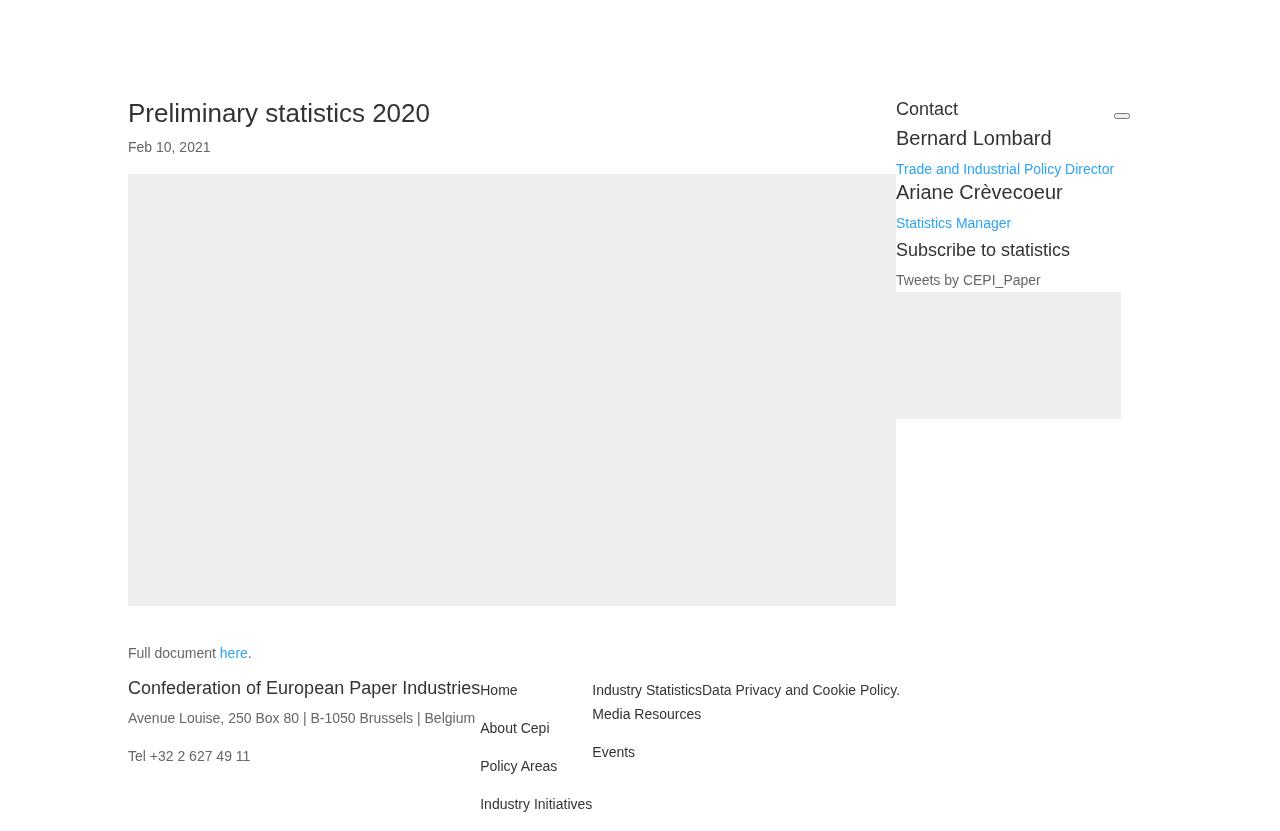 Preliminary statistics 2020
Feb 10, 2021
Contact
Bernard Lombard
Trade and Industrial Policy Director
Ariane Crèvecoeur
Statistics Manager
Subscribe to statistics
Tweets by CEPI_Paper
Full document here.
Confederation of European Paper Industries
Avenue Louise, 250 Box 80 | B-1050 Brussels | Belgium
Tel +32 2 627 49 11
Home
About Cepi
Policy Areas
Industry Initiatives
Industry Statistics
Media Resources
Events
Data Privacy and Cookie Policy.